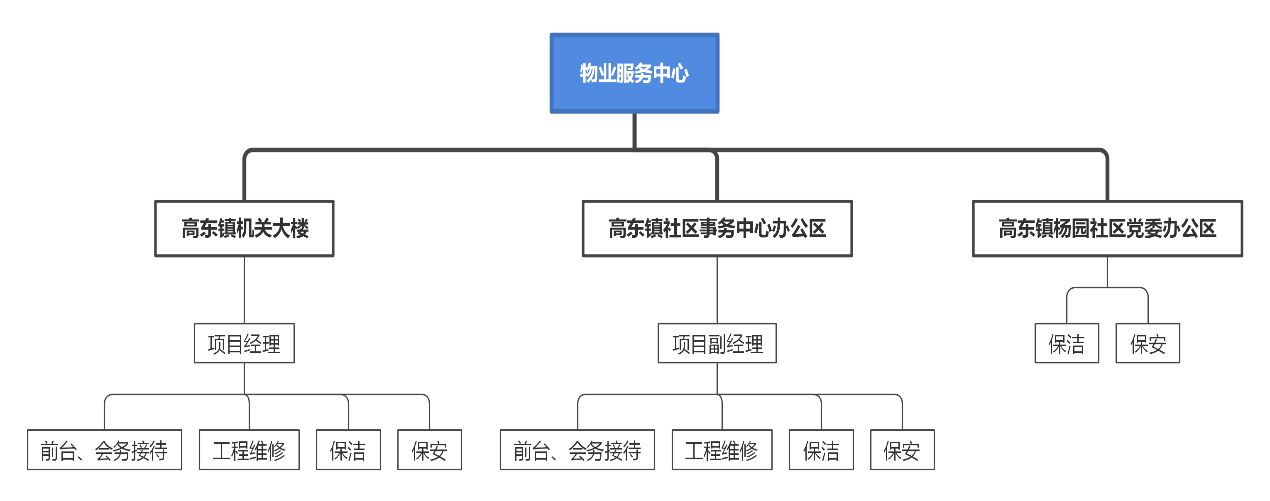 物业服务中心
高东镇机关大楼
高东镇社区事务中心办公区
高东镇杨园社区党委办公区
项目经理
项目副经理
保洁
保安
前台、会务接待
工程维修
保洁
保安
前台、会务接待
工程维修
保洁
保安